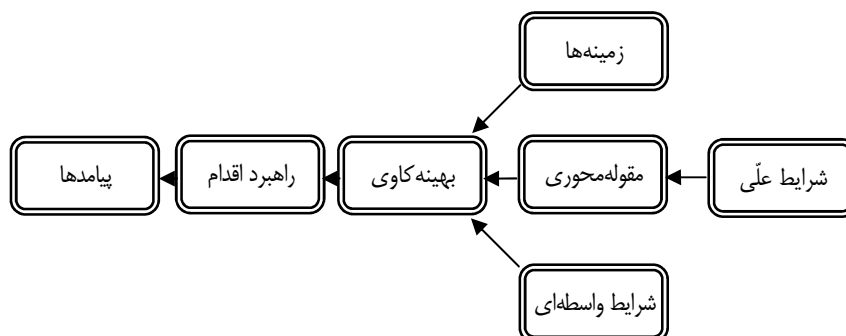 زمینه‌ها
شرایط علّی
مقوله‌محوری
بهینه‌کاوی
راهبرد اقدام
پیامدها
شرایط واسطه‌ای